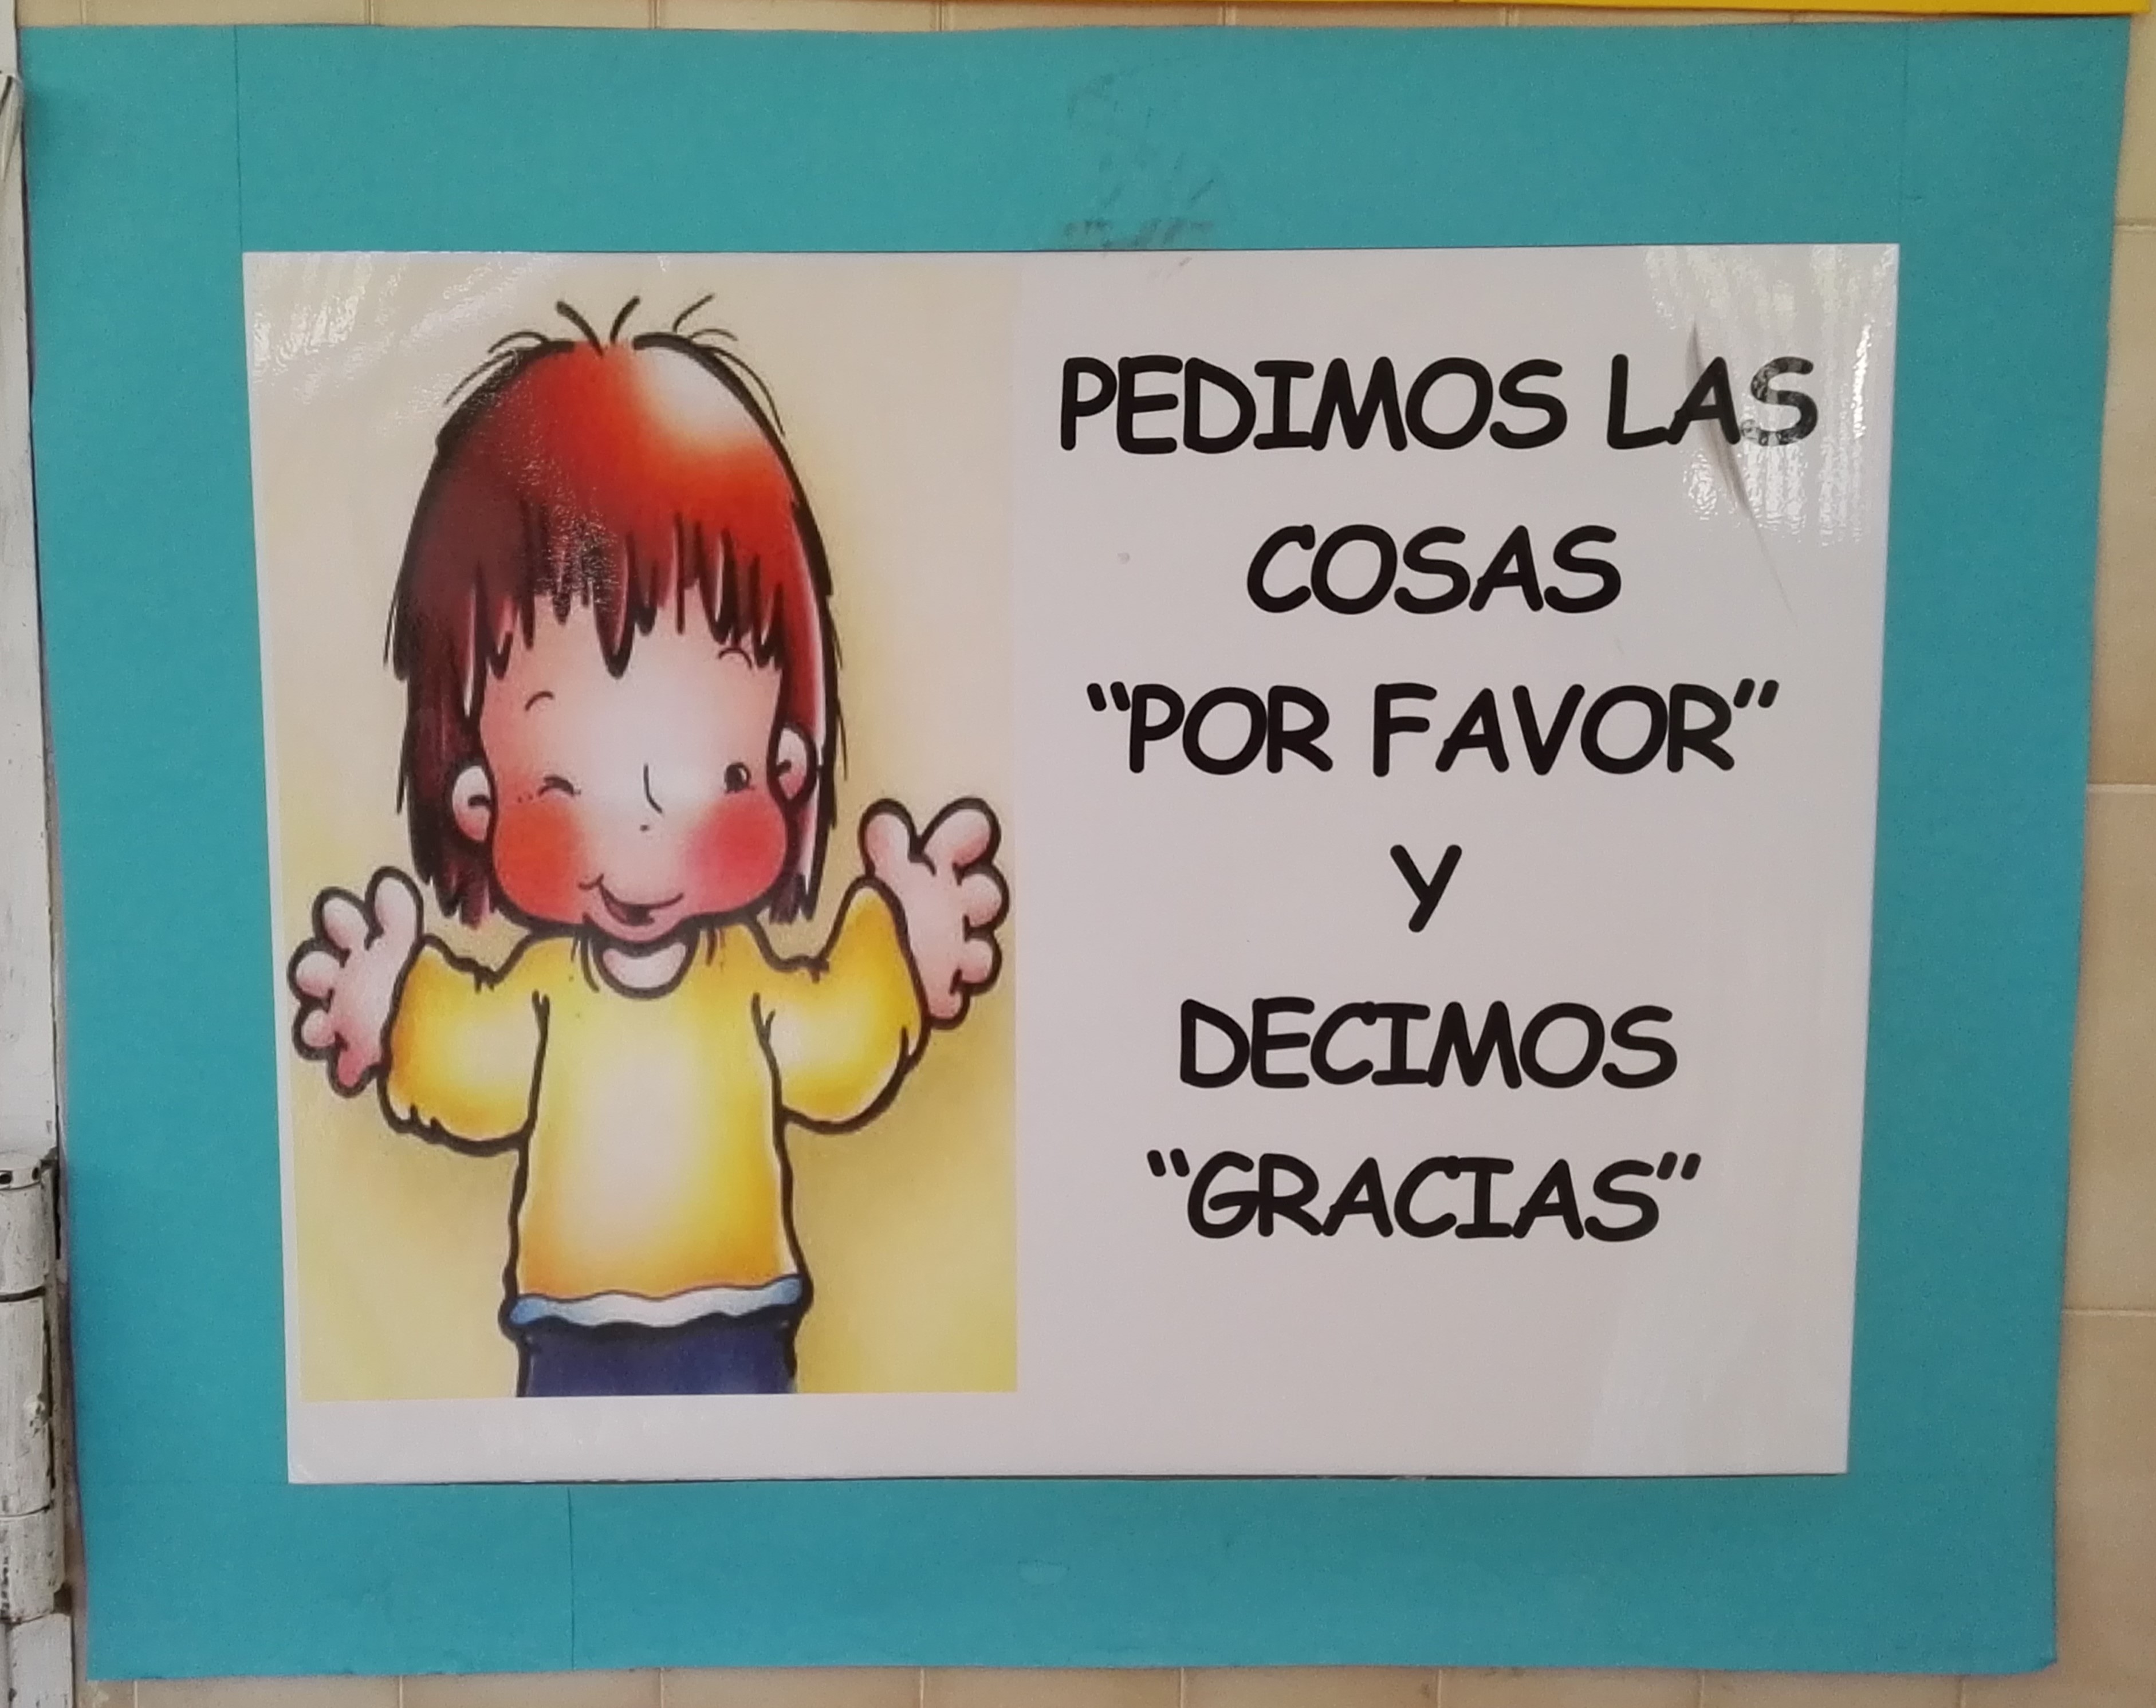 PEDIMOS LAS
COSAS
“POR FAVOR”
Y
DECIMOS
“GRACIAS”